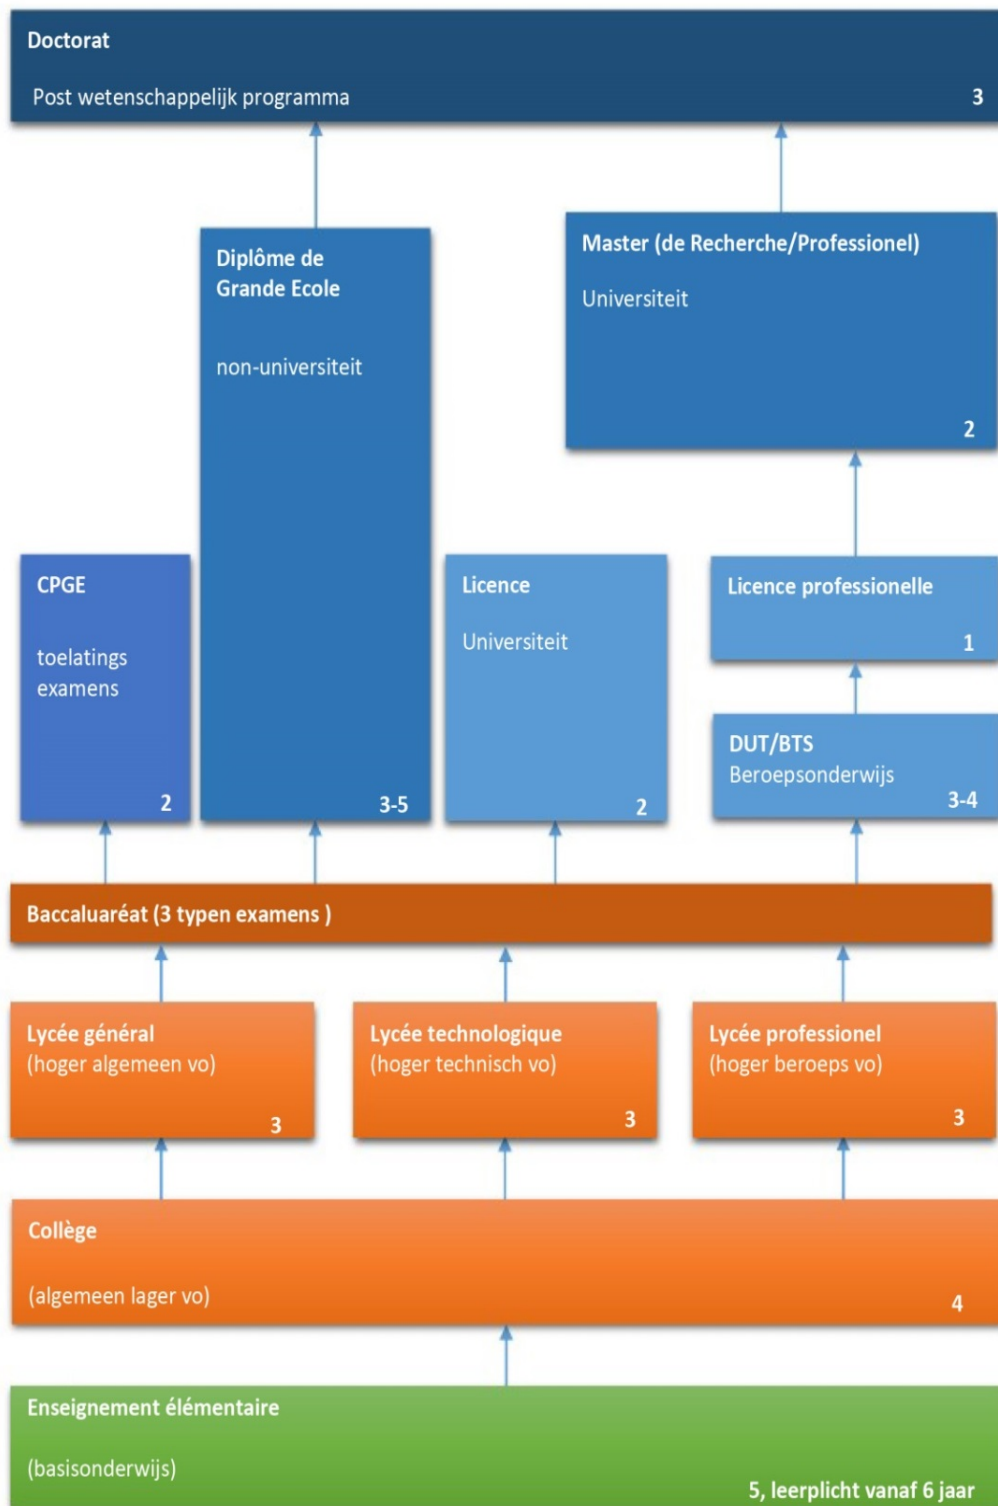 Doctorat
Post wetenschappelijk programma
3
Diplôme de
Grande Ecole
non-universiteit
3-5
Master (de Recherche/Professionel)
Universiteit
2
CPGE
toelatings
examens
2
Licence
Universiteit
2
Licence professionelle
1
DUT/BTS
Beroepsonderwijs
3-4
Baccaluaréat (3 typen examens )
Lycée général
(hoger algemeen vo)
3
Lycée technologique
(hoger technisch vo)
3
Lycée professionel
(hoger beroeps vo)
3
Collège
(algemeen lager vo)
4
Enseignement élémentaire
(basisonderwijs)
5, leerplicht vanaf 6 jaar